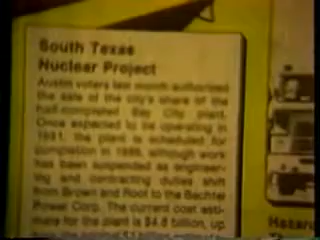 South Texas
Nuclear Project
Austin voters last month authorized
the sale of the city's share of the
half-completed Bay City plant.
Once expected to be operating in
1981, the plant is scheduled for
completion in 1986, although work
has been suspended as engineer-
ing and contracting duties shift
from Brown and Root to the Bechtel
Power Corp. The current cost esti-
mate for the plant is $4.8 billion, up
Hazar